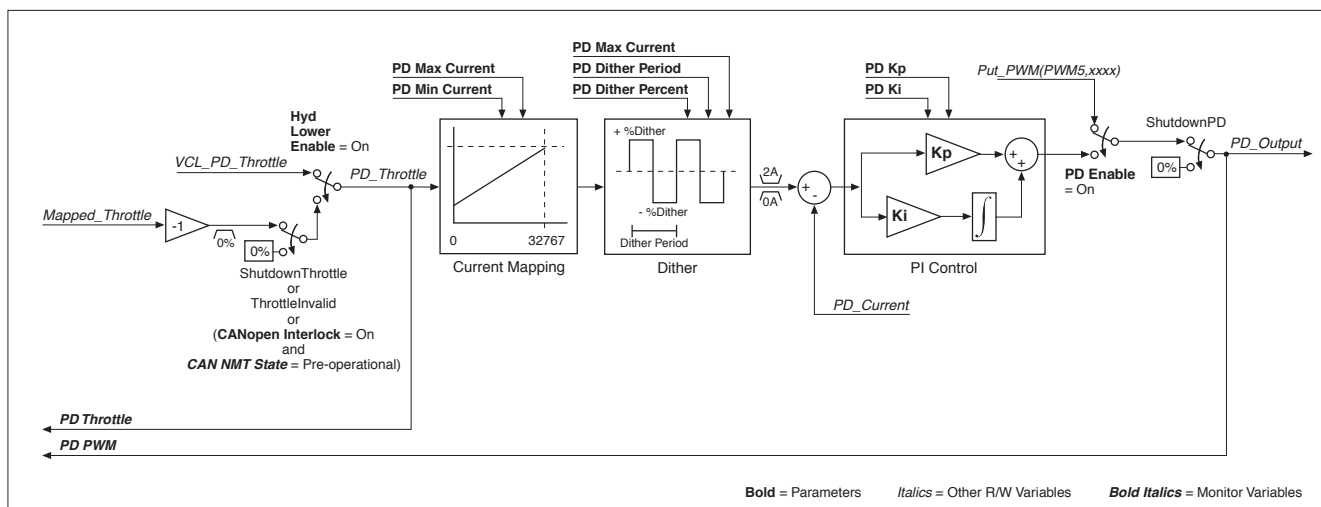 PD Max Current
PD Min Current
PD Max Current
PD Dither Period
PD Dither Percent
PD Kp
PD Ki
Put_PWM(PWM5,xxxx)
Hyd
Lower
Enable = On
VCL_PD_Throttle
PD_Throttle
Mapped_Throttle
-1
0%
0%
ShutdownThrottle
or
ThrottleInvalid
or
(CANopen Interlock = On
and
CAN NMT State = Pre-operational)
0
32767
Current Mapping
+ %Dither
- %Dither
Dither Period
Dither
2A
0A
+
-
Kp
Ki
∫
+
+
PI Control
PD_Current
PD Enable
= On
ShutdownPD
0%
PD_Output
PD Throttle
PD PWM
Bold = Parameters Italics = Other R/W Variables Bold Italics = Monitor Variables